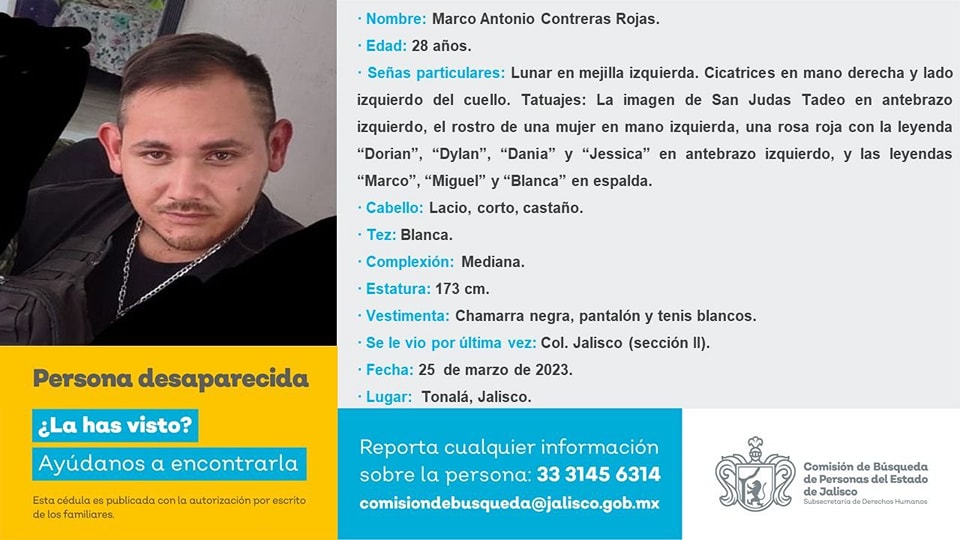 · Nombre: Marco Antonio Contreras Rojas.
· Edad: 28 años.
· Señas particulares: Lunar en mejilla izquierda. Cicatrices en mano derecha y lado
izquierdo del cuello. Tatuajes: La imagen de San Judas Tadeo en antebrazo
izquierdo, el rostro de una mujer en mano izquierda, una rosa roja con la leyenda
“Dorian”, “Dylan”, “Dania” y “Jessica” en antebrazo izquierdo, y las leyendas
“Marco”, “Miguel” y “Blanca” en espalda.
· Cabello: Lacio, corto, castaño.
· Tez: Blanca.
· Complexión: Mediana.
· Estatura: 173 cm.
· Vestimenta: Chamarra negra, pantalón y tenis blancos.
· Se le vio por última vez: Col. Jalisco (sección II).
· Fecha: 25 de marzo de 2023.
· Lugar: Tonalá, Jalisco.
Persona desaparecida
¿La has visto?
Ayúdanos a encontrarla
Esta cédula es publicada con la autorización por escrito
de los familiares.
Reporta cualquier información
sobre la persona: 33 3145 6314
comisiondebusqueda@jalisco.gob.mx
Comisión de Búsqueda
de Personas del Estado
de Jalisco
Subsecretaría de Derechos Humanos